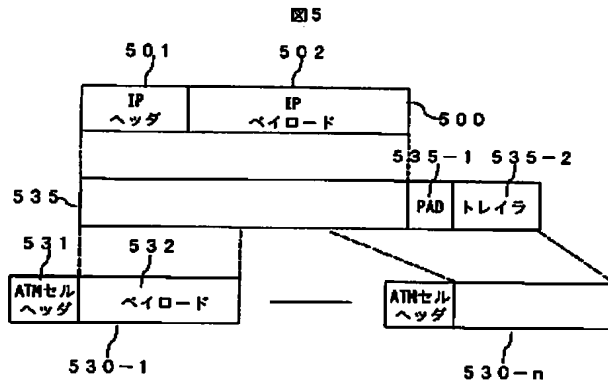 図5
501 502
IP
ヘッダ
IP
ペイロード
500
535-1 535-2
535
PAD トレイラ
531 532
ATMセル
ヘッダ
ペイロード
ATMセル
ヘッダ
530-1 530-n